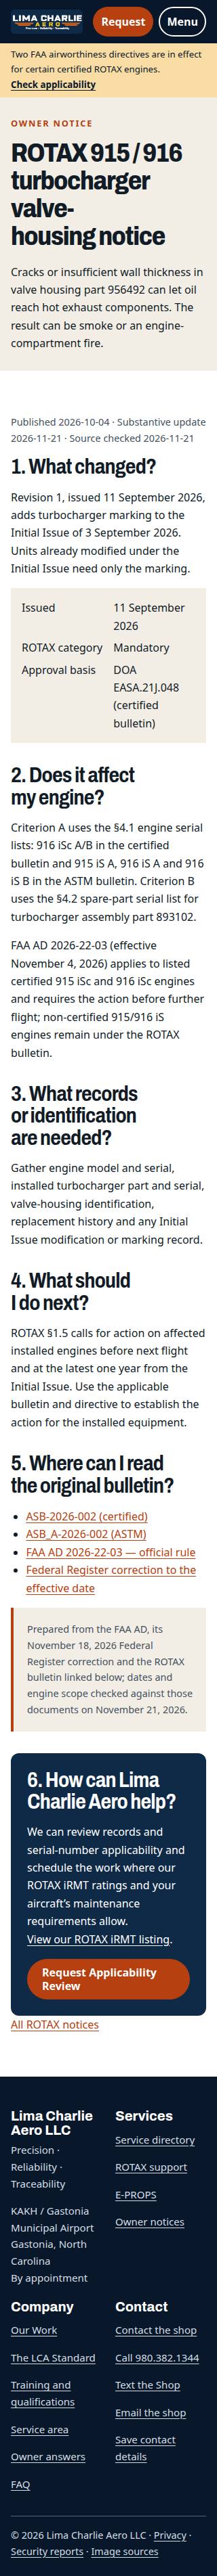 LIMA CHARLIE
AERO
Request
Menu
Two FAA airworthiness directives are in effect
for certain certified ROTAX engines.
Check applicability
OWNER NOTICE
ROTAX 915 / 916
turbocharger
valve-
housing notice
Cracks or insufficient wall thickness in
valve housing part 956492 can let oil
reach hot exhaust components. The
result can be smoke or an engine-
compartment fire.
Published 2026-10-04 · Substantive update
2026-11-21 · Source checked 2026-11-21
1. What changed?
Revision 1, issued 11 September 2026,
adds turbocharger marking to the
Initial Issue of 3 September 2026.
Units already modified under the
Initial Issue need only the marking.
Issued 11 September
2026
ROTAX category Mandatory
Approval basis DOA
EASA.21J.048
(certified
bulletin)
2. Does it affect
my engine?
Criterion A uses the §4.1 engine serial
lists: 916 iSc A/B in the certified
bulletin and 915 iS A, 916 iS A and 916
iS B in the ASTM bulletin. Criterion B
uses the §4.2 spare-part serial list for
turbocharger assembly part 893102.
FAA AD 2026-22-03 (effective
November 4, 2026) applies to listed
certified 915 iSc and 916 iSc engines
and requires the action before further
flight; non-certified 915/916 iS
engines remain under the ROTAX
bulletin.
3. What records
or identification
are needed?
Gather engine model and serial,
installed turbocharger part and serial,
valve-housing identification,
replacement history and any Initial
Issue modification or marking record.
4. What should
I do next?
ROTAX §1.5 calls for action on affected
installed engines before next flight
and at the latest one year from the
Initial Issue. Use the applicable
bulletin and directive to establish the
action for the installed equipment.
5. Where can I read
the original bulletin?
• ASB-2026-002 (certified)
• ASB_A-2026-002 (ASTM)
• FAA AD 2026-22-03 — official rule
• Federal Register correction to the
effective date
Prepared from the FAA AD, its
November 18, 2026 Federal
Register correction and the ROTAX
bulletin linked below; dates and
engine scope checked against those
documents on November 21, 2026.
6. How can Lima
Charlie Aero help?
We can review records and
serial-number applicability and
schedule the work where our
ROTAX iRMT ratings and your
aircraft's maintenance
requirements allow.
View our ROTAX iRMT listing.
Request Applicability
Review
All ROTAX notices
Lima Charlie
Aero LLC
Precision ·
Reliability ·
Traceability
KAKH / Gastonia
Municipal Airport
Gastonia, North
Carolina
By appointment
Services
Service directory
ROTAX support
E-PROPS
Owner notices
Company
Our Work
The LCA Standard
Training and
qualifications
Service area
Owner answers
FAQ
Contact
Contact the shop
Call 980.382.1344
Text the Shop
Email the shop
Save contact
details
© 2026 Lima Charlie Aero LLC · Privacy ·
Security reports · Image sources